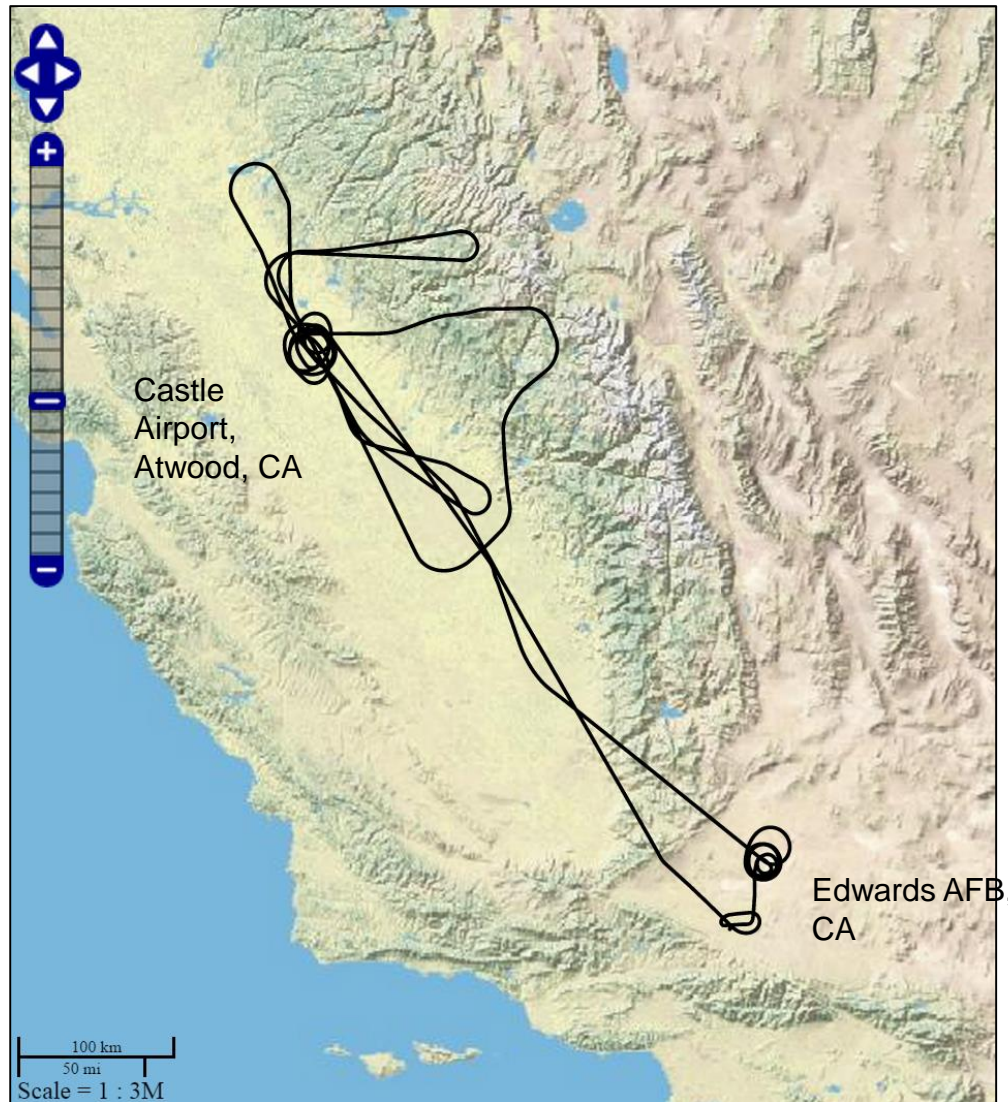 Castle
Airport,
Atwood, CA
Edwards AFB,
CA
100 km
50 mi
Scale = 1 : 3M